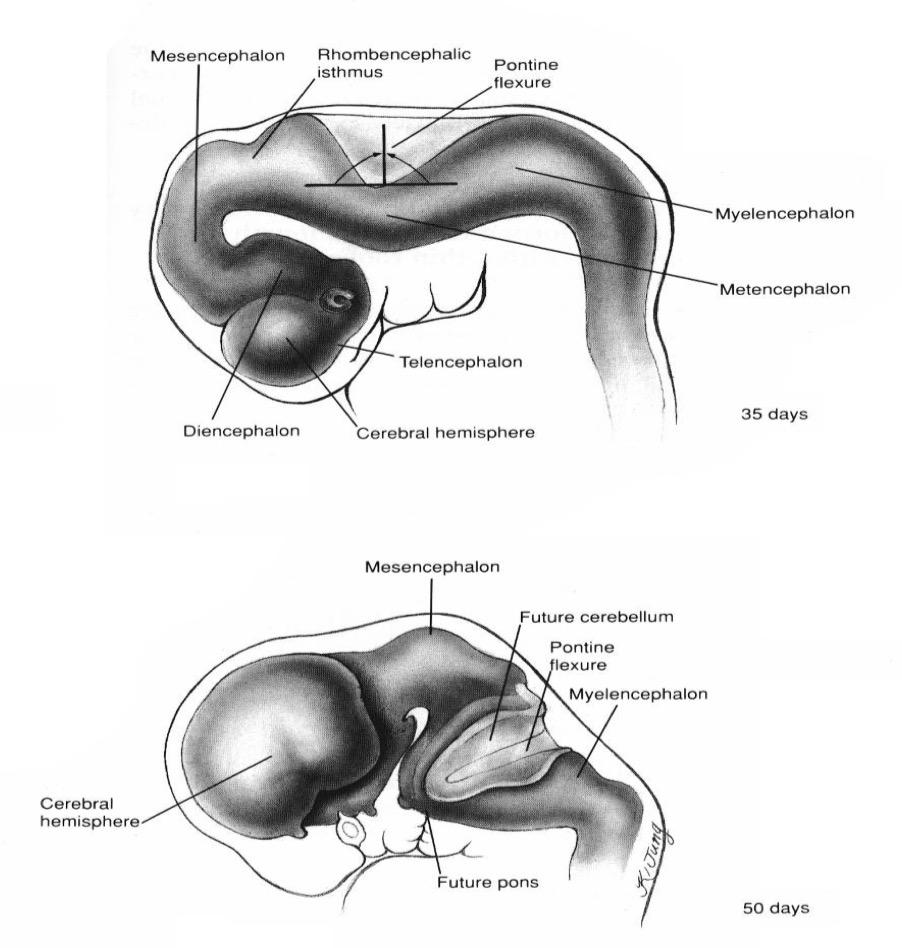 Mesencephalon
Rhombencephalic
isthmus
Pontine
flexure
Myelencephalon
Metencephalon
Telencephalon
Diencephalon
Cerebral hemisphere
35 days
Mesencephalon
Future cerebellum
Pontine
flexure
Myelencephalon
Cerebral
hemisphere
Future pons
K. Jung
50 days